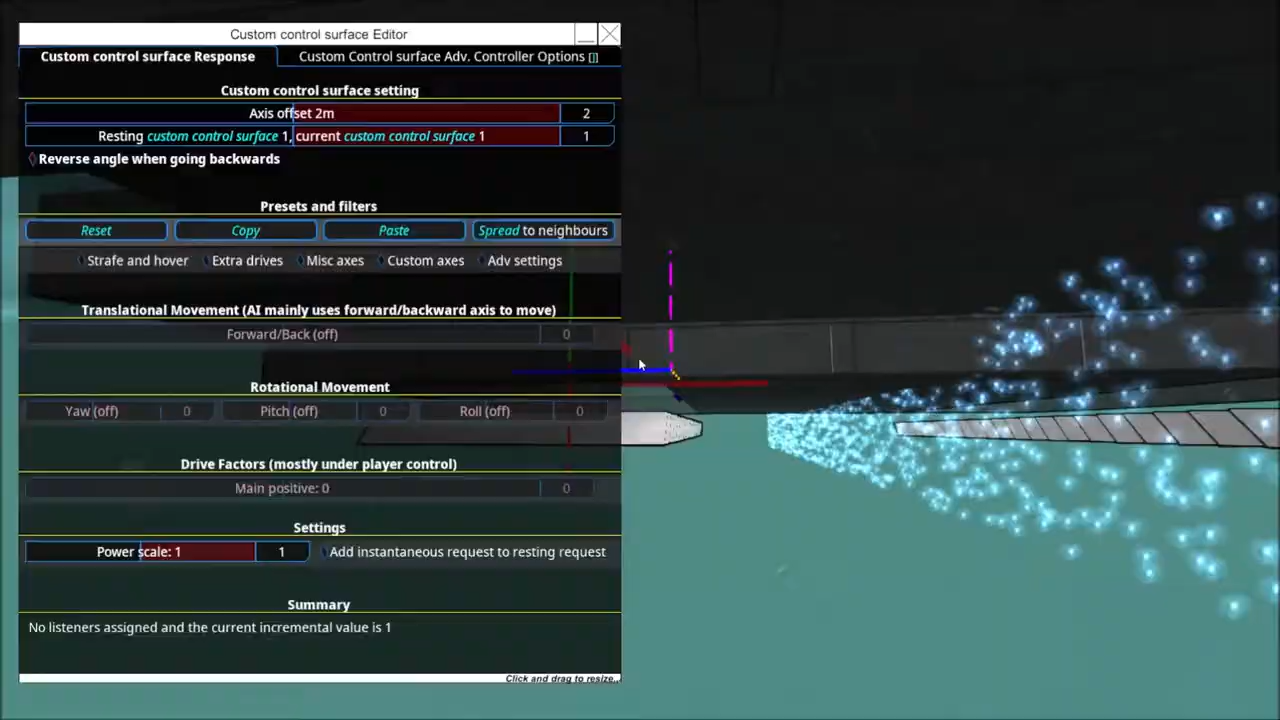 Custom control surface Editor
Custom control surface Response
Custom Control surface Adv. Controller Options []
Custom control surface setting
Axis offset 2m 2
Resting custom control surface 1, current custom control surface 1 1
Reverse angle when going backwards
Presets and filters
Reset Copy Paste Spread to neighbours
Strafe and hover Extra drives Misc axes Custom axes Adv settings
Translational Movement (AI mainly uses forward/backward axis to move)
Forward/Back (off) 0
Rotational Movement
Yaw (off) 0 Pitch (off) 0 Roll (off) 0
Drive Factors (mostly under player control)
Main positive: 0 0
Settings
Power scale: 1 1 Add instantaneous request to resting request
Summary
No listeners assigned and the current incremental value is 1
Click and drag to resize..